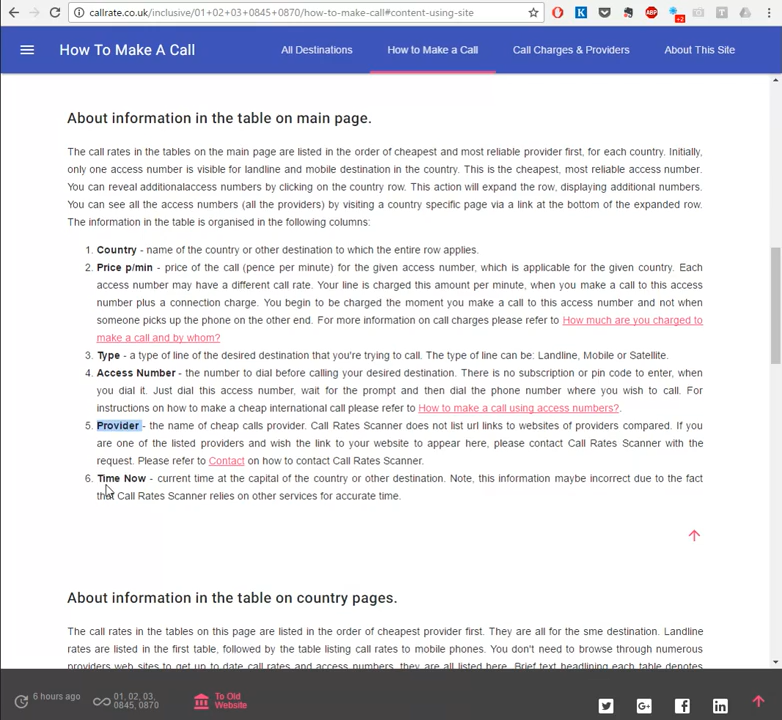 callrate.co.uk/inclusive/01+02+03+0845+0870/how-to-make-call#content-using-site
How To Make A Call
All Destinations
How to Make a Call
Call Charges & Providers
About This Site
About information in the table on main page.
The call rates in the tables on the main page are listed in the order of cheapest and most reliable provider first, for each country. Initially,
only one access number is visible for landline and mobile destination in the country. This is the cheapest, most reliable access number.
You can reveal additionalaccess numbers by clicking on the country row. This action will expand the row, displaying additional numbers.
You can see all the access numbers (all the providers) by visiting a country specific page via a link at the bottom of the expanded row.
The information in the table is organised in the following columns:
1. Country - name of the country or other destination to which the entire row applies.
2. Price p/min - price of the call (pence per minute) for the given access number, which is applicable for the given country. Each
access number may have a different call rate. Your line is charged this amount per minute, when you make a call to this access
number plus a connection charge. You begin to be charged the moment you make a call to this access number and not when
someone picks up the phone on the other end. For more information on call charges please refer to How much are you charged to
make a call and by whom?
3. Type - a type of line of the desired destination that you're trying to call. The type of line can be: Landline, Mobile or Satellite.
4. Access Number - the number to dial before calling your desired destination. There is no subscription or pin code to enter, when
you dial it. Just dial this access number, wait for the prompt and then dial the phone number where you wish to call. For
instructions on how to make a cheap international call please refer to How to make a call using access numbers?.
5. Provider - the name of cheap calls provider. Call Rates Scanner does not list url links to websites of providers compared. If you
are one of the listed providers and wish the link to your website to appear here, please contact Call Rates Scanner with the
request. Please refer to Contact on how to contact Call Rates Scanner.
6. Time Now - current time at the capital of the country or other destination. Note, this information maybe incorrect due to the fact
that Call Rates Scanner relies on other services for accurate time.
About information in the table on country pages.
The call rates in the tables on this page are listed in the order of cheapest provider first. They are all for the sme destination. Landline
rates are listed in the first table, followed by the table listing call rates to mobile phones. You don't need to browse through numerous
providers web sites to get up to date call rates and access numbers, they are all listed here. Brief text headlining each table denotes
6 hours ago
01, 02, 03,
0845, 0870
To Old
Website